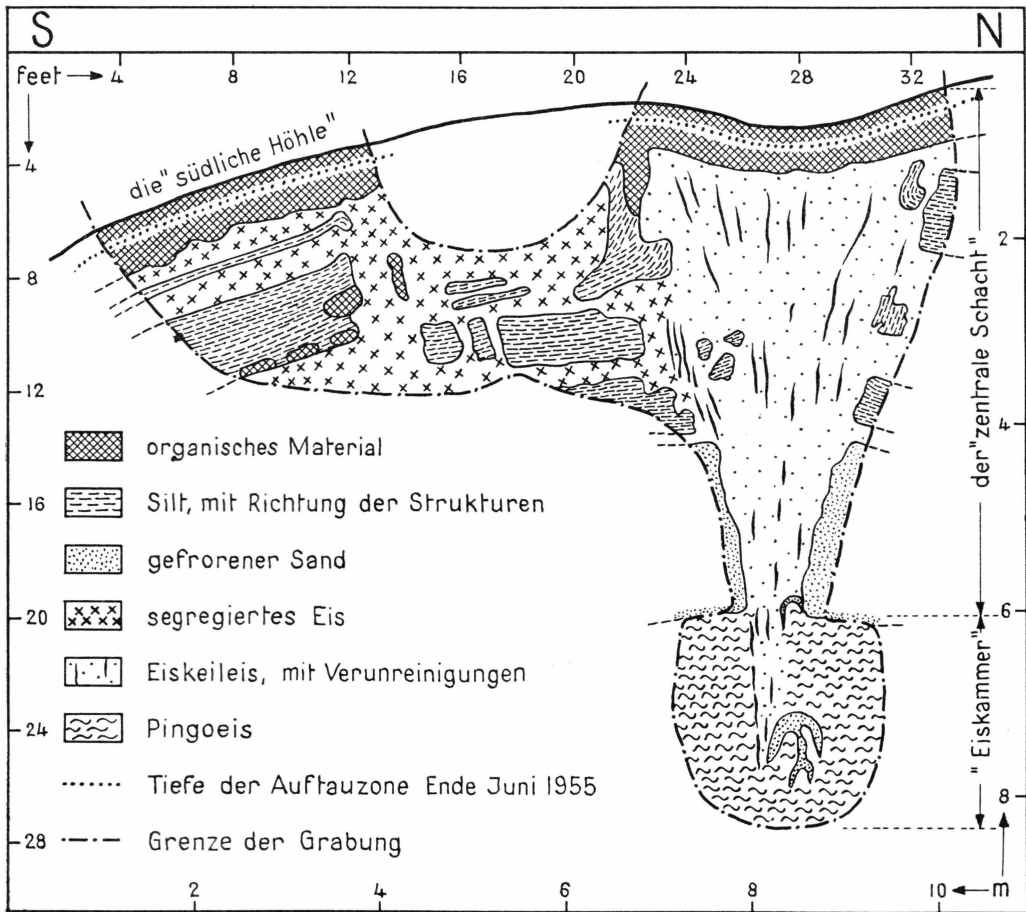 S N
feet → 4 8 12 16 20 24 28 32
4
8
12
16
20
24
28
die "südliche Höhle"
organisches Material
Silt, mit Richtung der Strukturen
gefrorener Sand
segregiertes Eis
Eiskeileis, mit Verunreinigungen
Pingoeis
Tiefe der Auftauzone Ende Juni 1955
Grenze der Grabung
der "zentrale Schacht"
"Eiskammer"
2
4
6
8
2 4 6 8 10 ← m